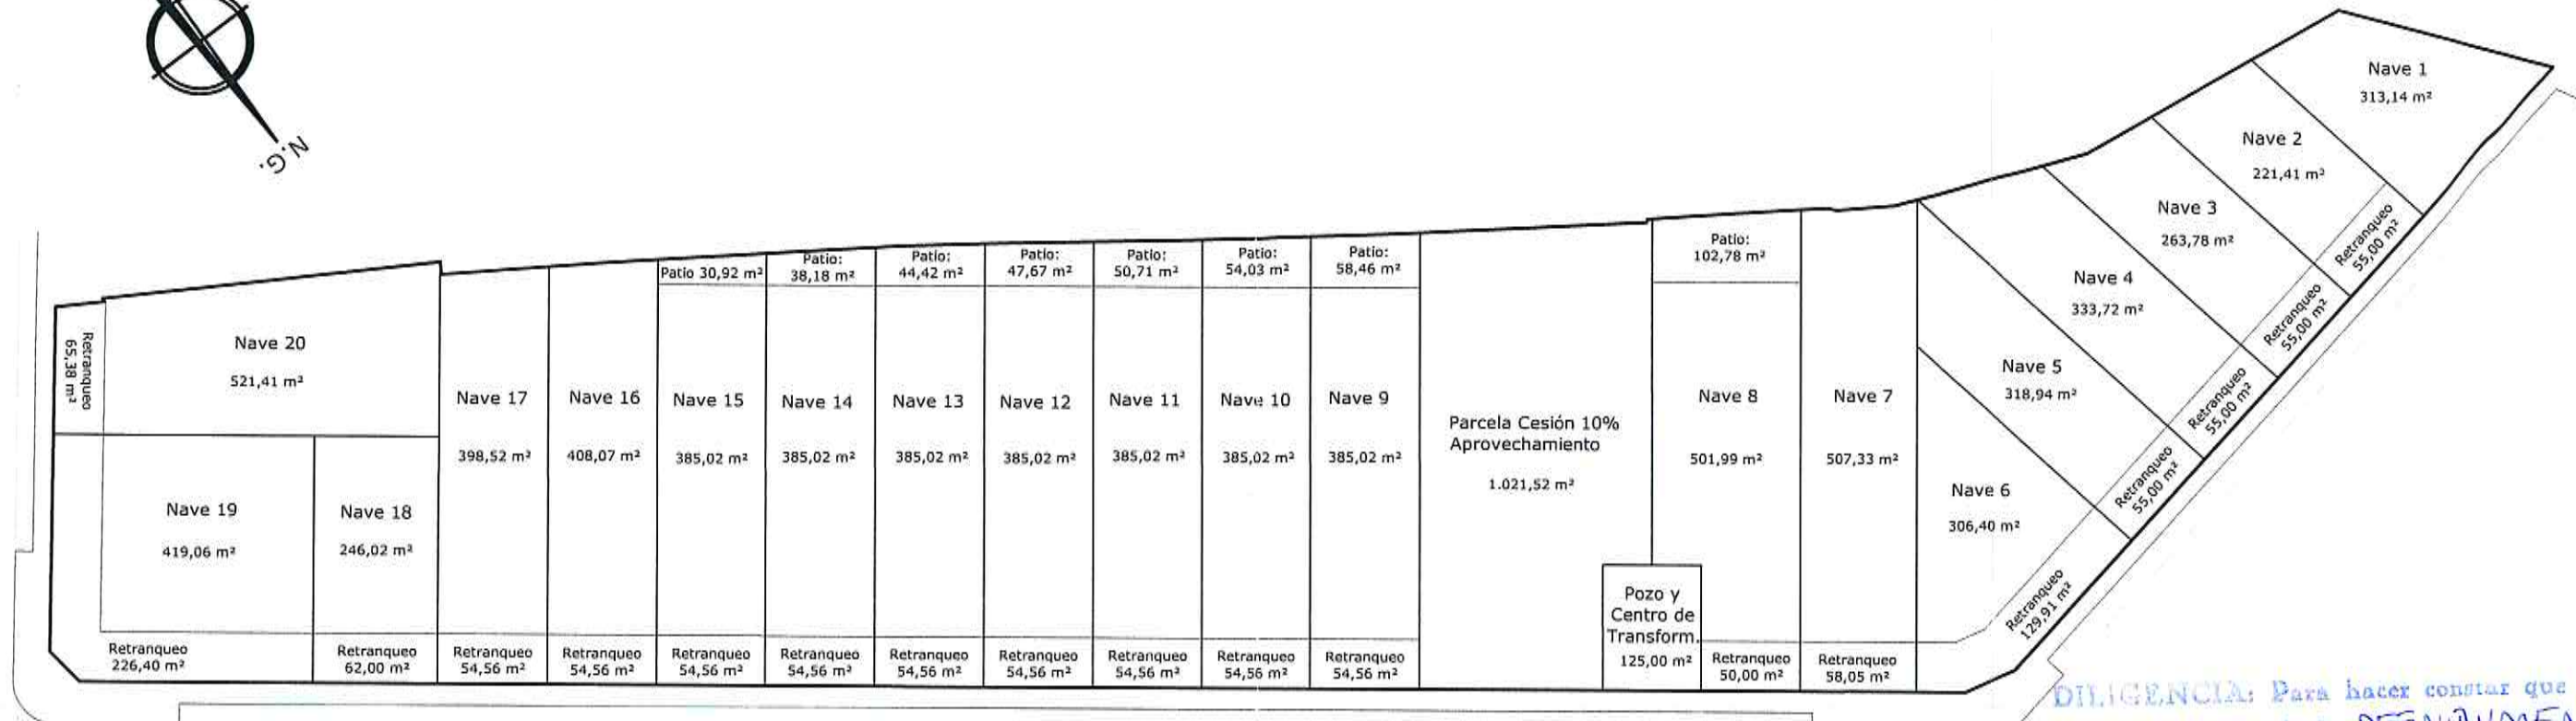 N.G.
Nave 1
313,14 m²
Nave 2
221,41 m²
Retranqueo
55,00 m²
Nave 3
263,78 m²
Retranqueo
55,00 m²
Nave 4
333,72 m²
Retranqueo
55,00 m²
Nave 5
318,94 m²
Retranqueo
55,00 m²
Nave 6
306,40 m²
Retranqueo
129,91 m²
Nave 7
507,33 m²
Retranqueo
58,05 m²
Patio:
102,78 m²
Nave 8
501,99 m²
Retranqueo
50,00 m²
Pozo y
Centro de
Transform.
125,00 m²
Parcela Cesión 10%
Aprovechamiento
1.021,52 m²
Patio:
58,46 m²
Nave 9
385,02 m²
Retranqueo
54,56 m²
Patio:
54,03 m²
Nave 10
385,02 m²
Retranqueo
54,56 m²
Patio:
50,71 m²
Nave 11
385,02 m²
Retranqueo
54,56 m²
Patio:
47,67 m²
Nave 12
385,02 m²
Retranqueo
54,56 m²
Patio:
44,42 m²
Nave 13
385,02 m²
Retranqueo
54,56 m²
Patio:
38,18 m²
Nave 14
385,02 m²
Retranqueo
54,56 m²
Patio 30,92 m²
Nave 15
385,02 m²
Retranqueo
54,56 m²
Nave 16
408,07 m²
Retranqueo
54,56 m²
Nave 17
398,52 m²
Retranqueo
54,56 m²
Nave 18
246,02 m²
Retranqueo
62,00 m²
Nave 19
419,06 m²
Retranqueo
226,40 m²
Nave 20
521,41 m²
Retranqueo
65,38 m²
DILIGENCIA: Para hacer constar que